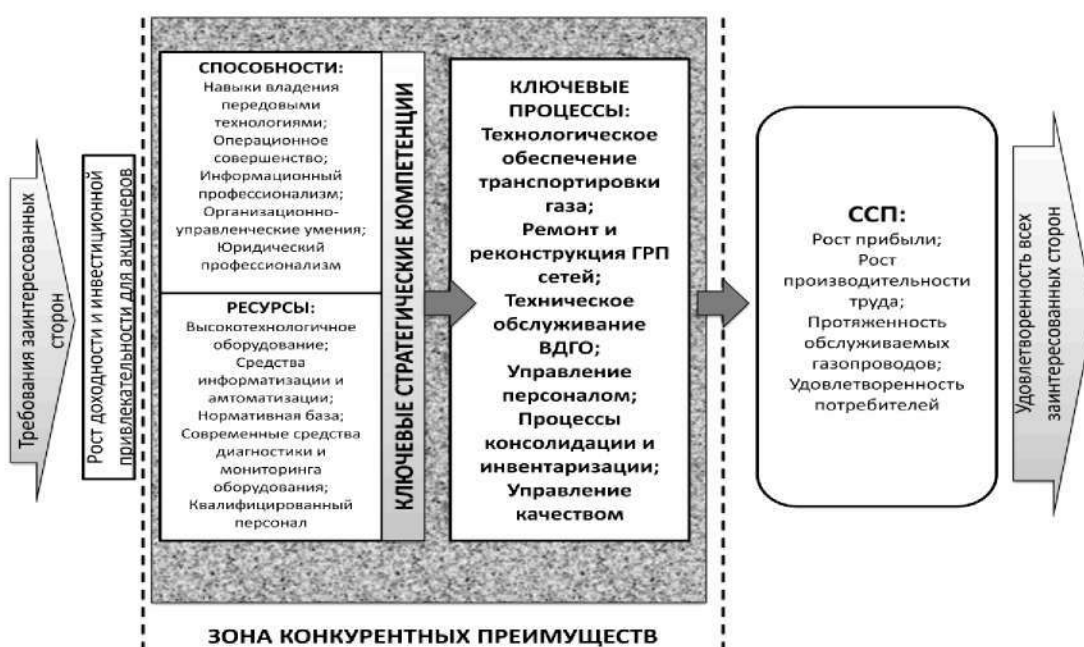 Требования заинтересованных
сторон
Рост доходности и инвестиционной
привлекательности для акционеров
СПОСОБНОСТИ:
Навыки владения
передовыми
технологиями;
Операционное
совершенство;
Информационный
профессионализм;
Организационно-
управленческие умения;
Юридический
профессионализм
РЕСУРСЫ:
Высокотехнологичное
оборудование;
Средства
информатизации и
амтоматизации;
Нормативная база;
Современные средства
диагностики и
мониторинга
оборудования;
Квалифицированный
персонал
КЛЮЧЕВЫЕ СТРАТЕГИЧЕСКИЕ КОМПЕТЕНЦИИ
КЛЮЧЕВЫЕ
ПРОЦЕССЫ:
Технологическое
обеспечение
транспортировки
газа;
Ремонт и
реконструкция ГРП
сетей;
Техническое
обслуживание
ВДГО;
Управление
персоналом;
Процессы
консолидации и
инвентаризации;
Управление
качеством
ССП:
Рост прибыли;
Рост
производительности
труда;
Протяженность
обслуживаемых
газопроводов;
Удовлетворенность
потребителей
Удовлетворенность всех
заинтересованных сторон
ЗОНА КОНКУРЕНТНЫХ ПРЕИМУЩЕСТВ